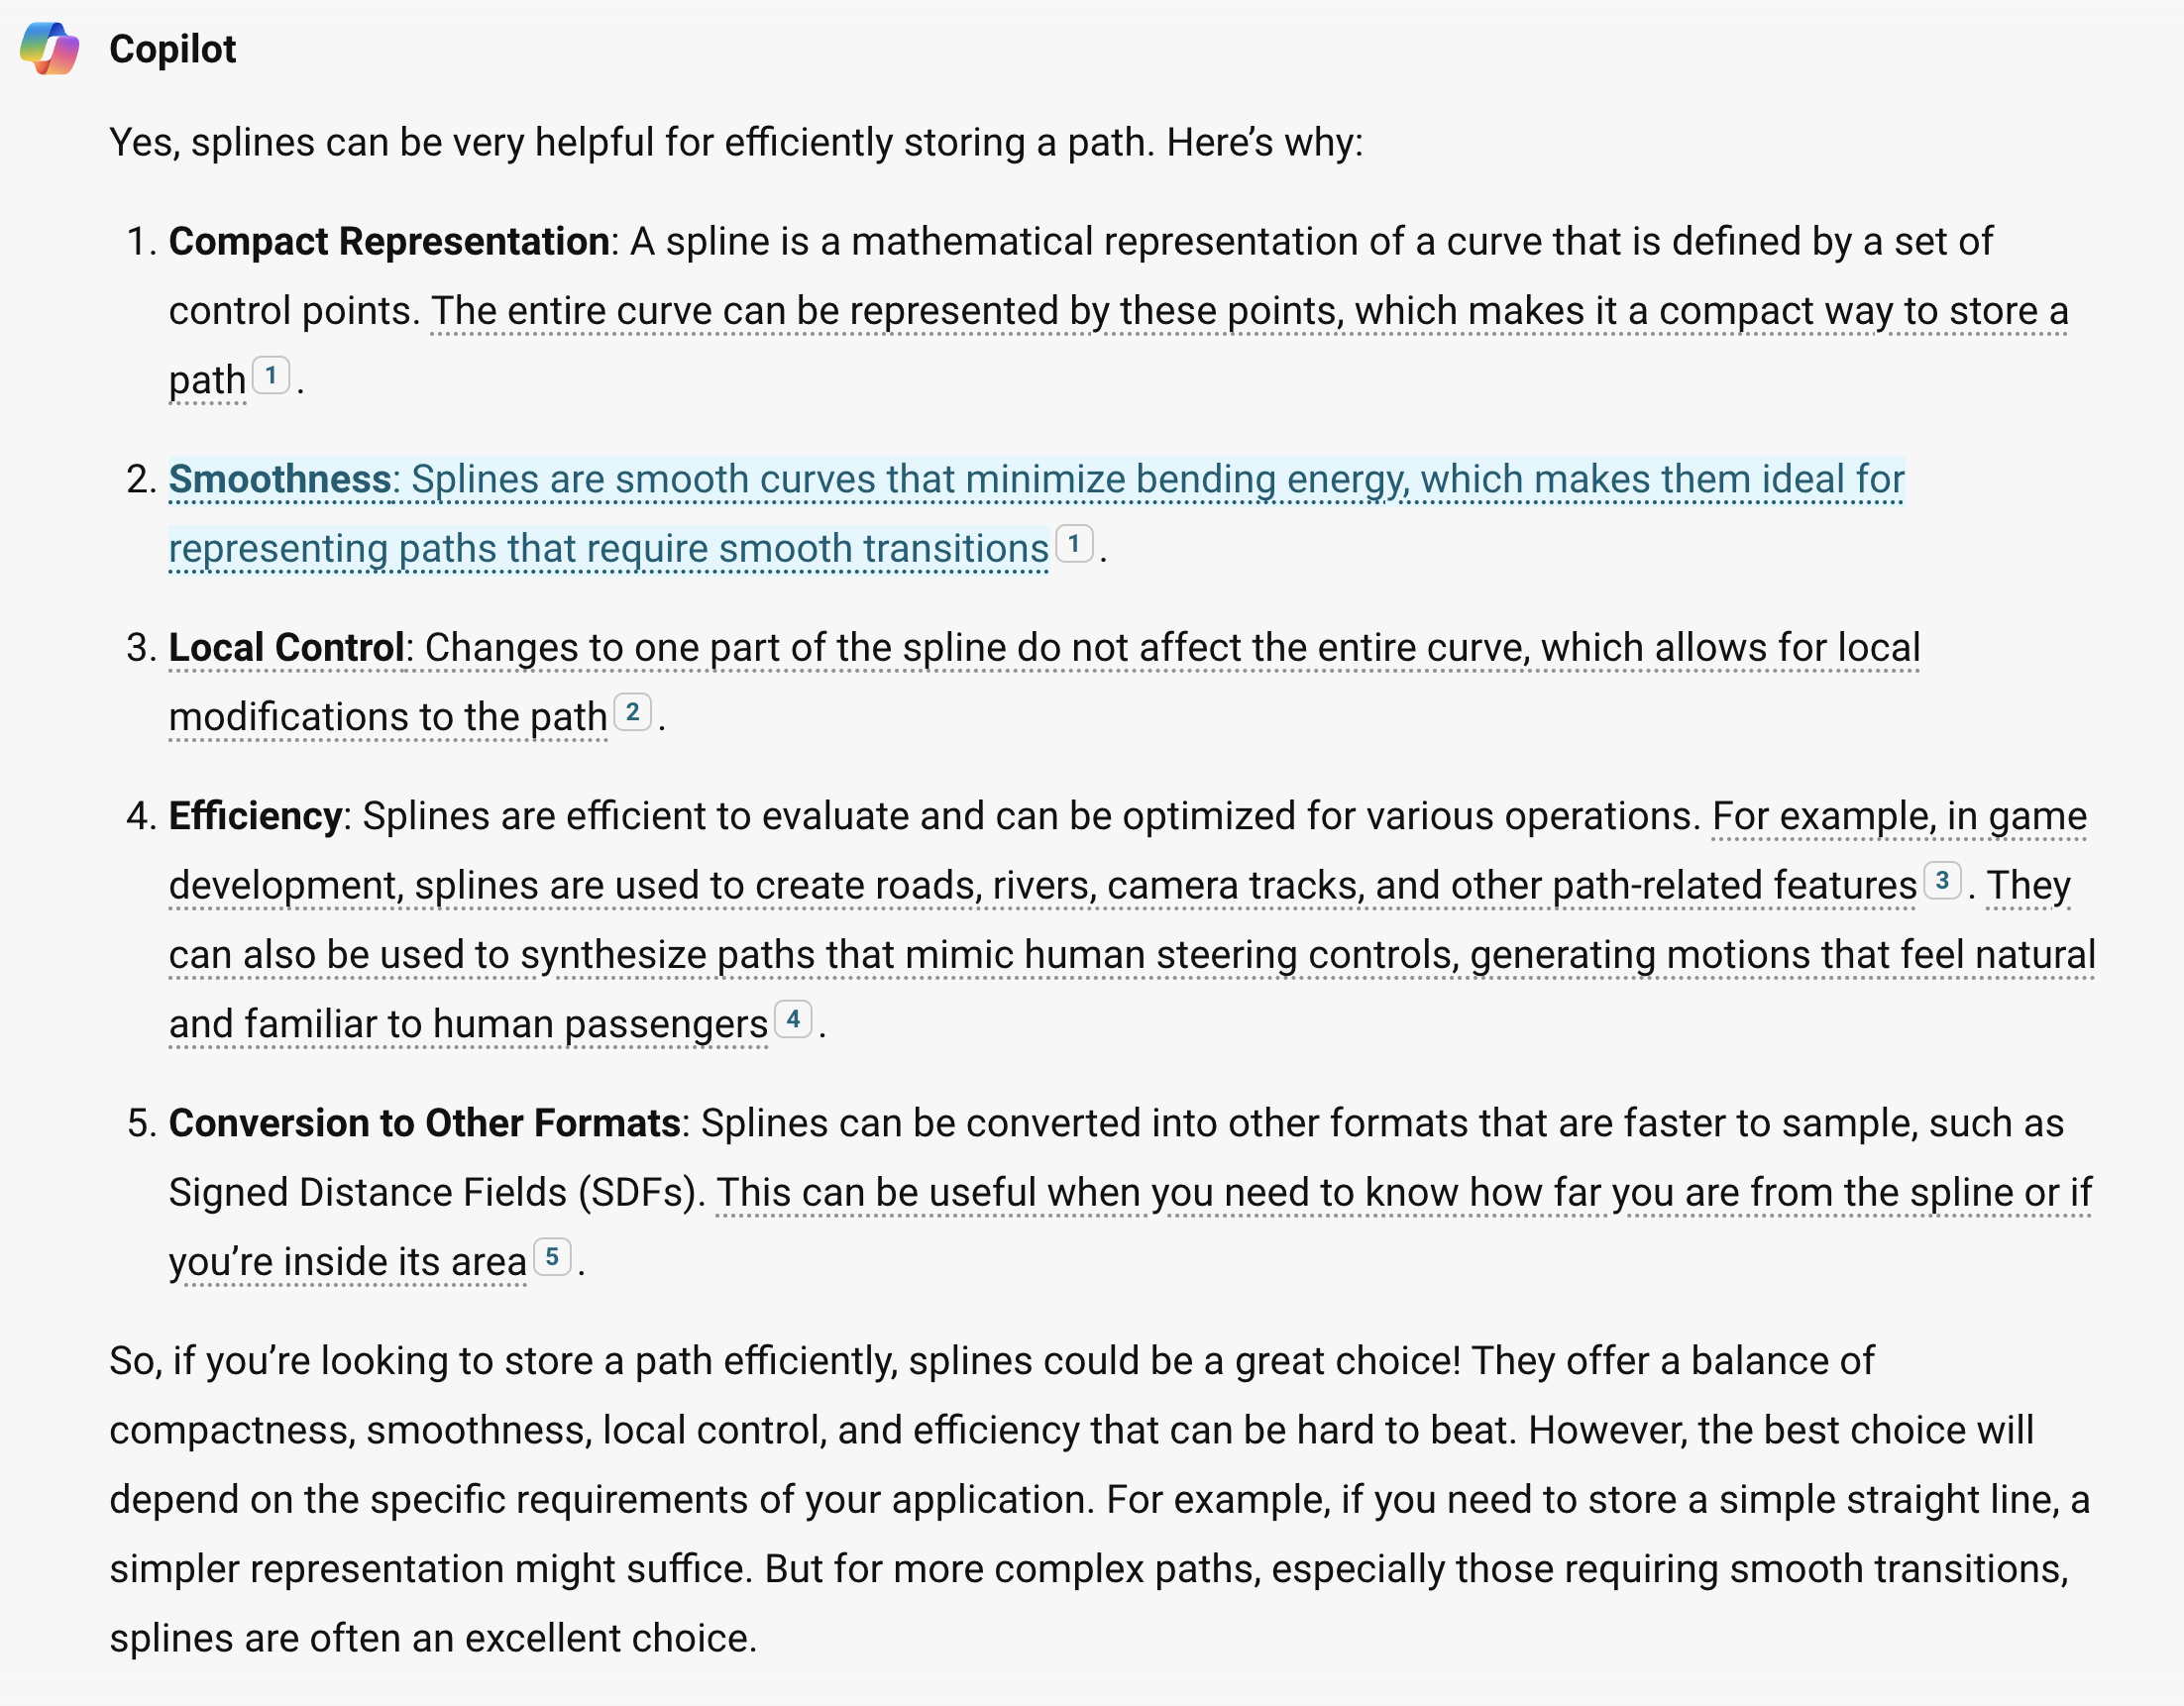 Copilot
Yes, splines can be very helpful for efficiently storing a path. Here’s why:
1. Compact Representation: A spline is a mathematical representation of a curve that is defined by a set of
control points. The entire curve can be represented by these points, which makes it a compact way to store a
path 1 .
2. Smoothness: Splines are smooth curves that minimize bending energy, which makes them ideal for
representing paths that require smooth transitions 1 .
3. Local Control: Changes to one part of the spline do not affect the entire curve, which allows for local
modifications to the path 2 .
4. Efficiency: Splines are efficient to evaluate and can be optimized for various operations. For example, in game
development, splines are used to create roads, rivers, camera tracks, and other path-related features 3 . They
can also be used to synthesize paths that mimic human steering controls, generating motions that feel natural
and familiar to human passengers 4 .
5. Conversion to Other Formats: Splines can be converted into other formats that are faster to sample, such as
Signed Distance Fields (SDFs). This can be useful when you need to know how far you are from the spline or if
you’re inside its area 5 .
So, if you’re looking to store a path efficiently, splines could be a great choice! They offer a balance of
compactness, smoothness, local control, and efficiency that can be hard to beat. However, the best choice will
depend on the specific requirements of your application. For example, if you need to store a simple straight line, a
simpler representation might suffice. But for more complex paths, especially those requiring smooth transitions,
splines are often an excellent choice.